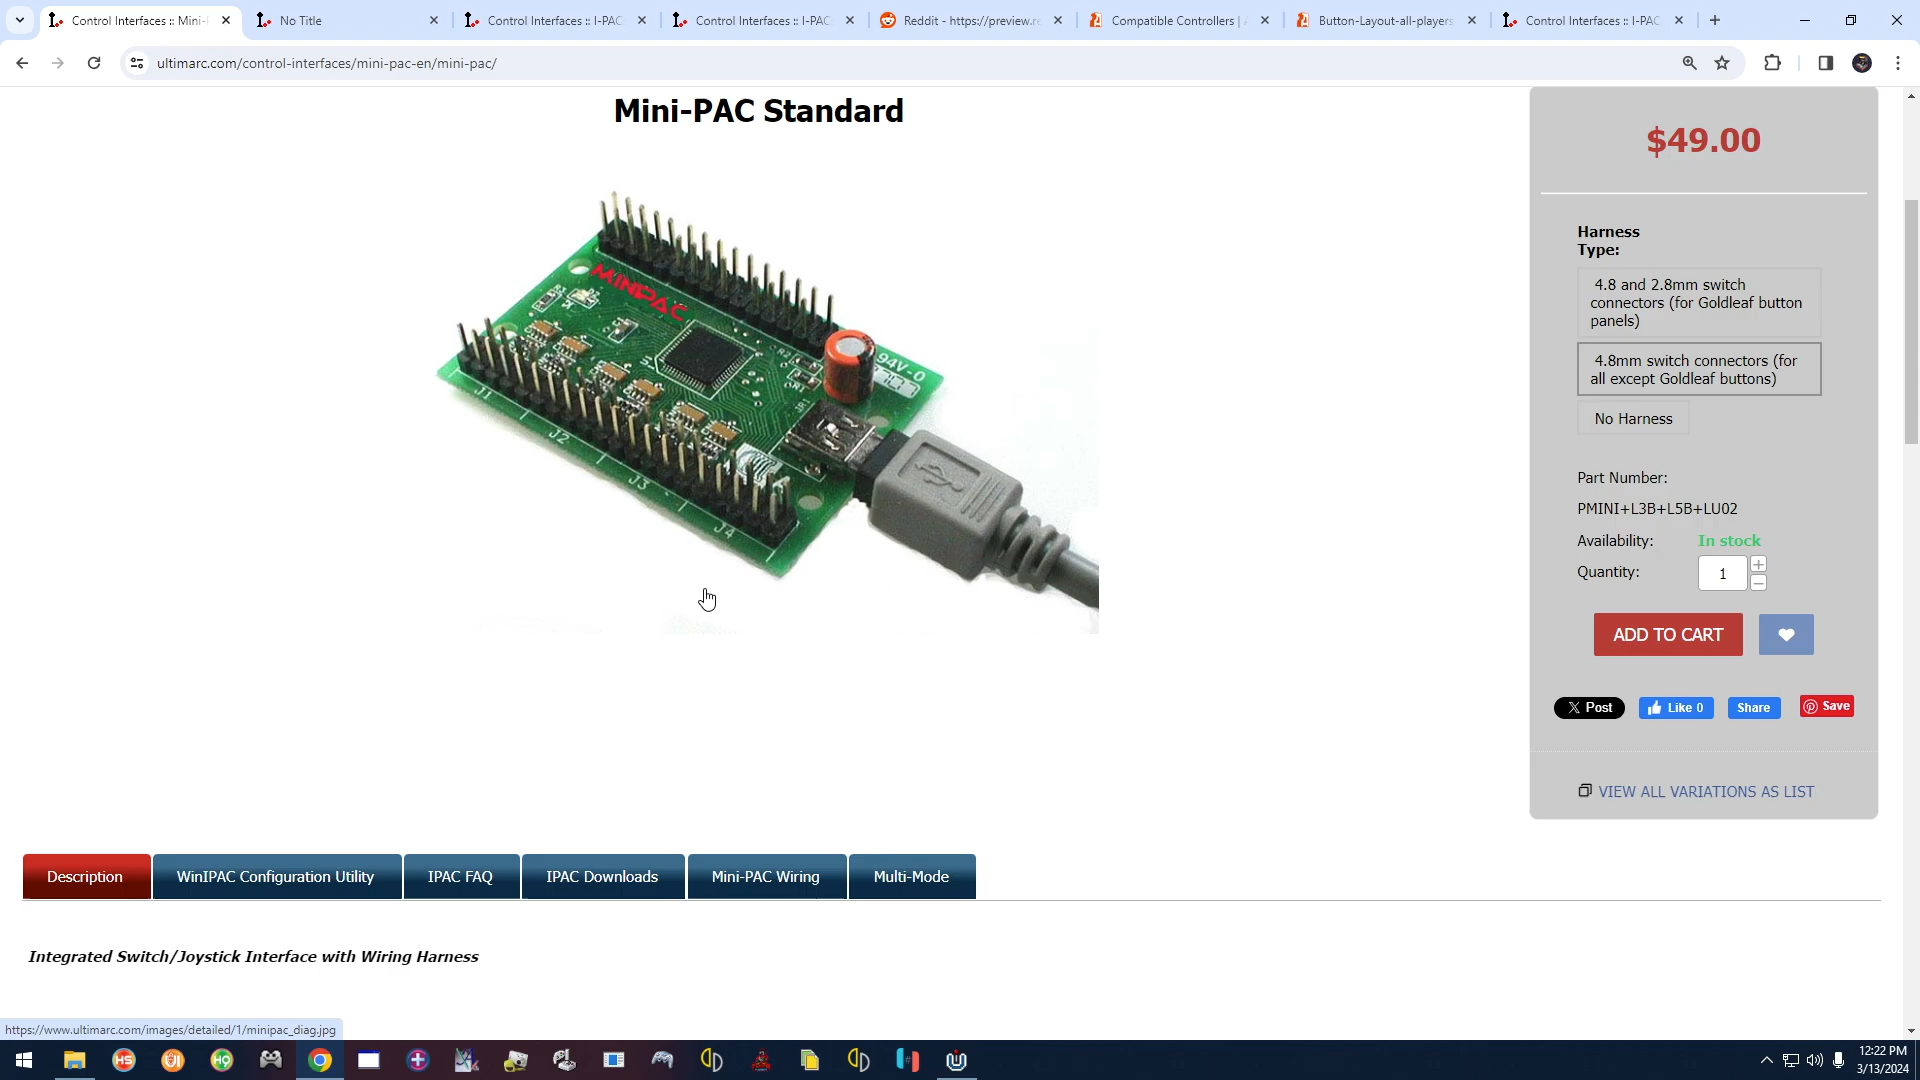 Control Interfaces :: Mini-P
No Title
Control Interfaces :: I-PAC
Control Interfaces :: I-PAC
Reddit - https://preview.re
Compatible Controllers | A
Button-Layout-all-players
Control Interfaces :: I-PAC
ultimarc.com/control-interfaces/mini-pac-en/mini-pac/
Mini-PAC Standard
$49.00
MINIPAC
94V-0
J1
J2
J3
J4
Harness
Type:
4.8 and 2.8mm switch
connectors (for Goldleaf button
panels)
4.8mm switch connectors (for
all except Goldleaf buttons)
No Harness
Part Number:
PMINI+L3B+L5B+LU02
Availability: In stock
Quantity: 1
ADD TO CART
Post
Like 0
Share
Save
VIEW ALL VARIATIONS AS LIST
Description
WinIPAC Configuration Utility
IPAC FAQ
IPAC Downloads
Mini-PAC Wiring
Multi-Mode
Integrated Switch/Joystick Interface with Wiring Harness
https://www.ultimarc.com/images/detailed/1/minipac_diag.jpg
HS
HQ
12:22 PM
3/13/2024